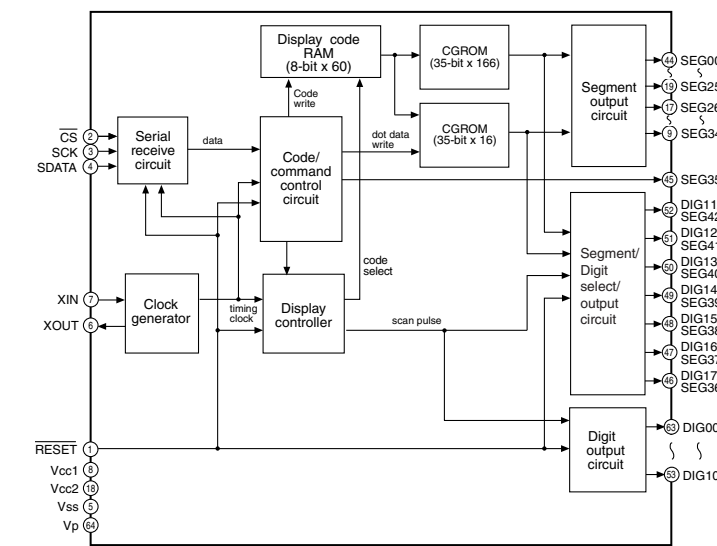 Display code
RAM
(8-bit x 60)
CGROM
(35-bit x 166)
Segment
output
circuit
44 SEG00
19 SEG25
17 SEG26
9 SEG34
Code
write
CS 2
SCK 3
SDATA 4
Serial
receive
circuit
data
Code/
command
control
circuit
dot data
write
CGROM
(35-bit x 16)
45 SEG35
52 DIG11
SEG42
51 DIG12
SEG41
50 DIG13
SEG40
49 DIG14
SEG39
48 DIG15
SEG38
47 DIG16
SEG37
46 DIG17
SEG36
Segment/
Digit
select/
output
circuit
code
select
XIN 7
XOUT 6
Clock
generator
timing
clock
Display
controller
scan pulse
RESET 1
Vcc1 8
Vcc2 18
Vss 5
Vp 64
Digit
output
circuit
63 DIG00
53 DIG10